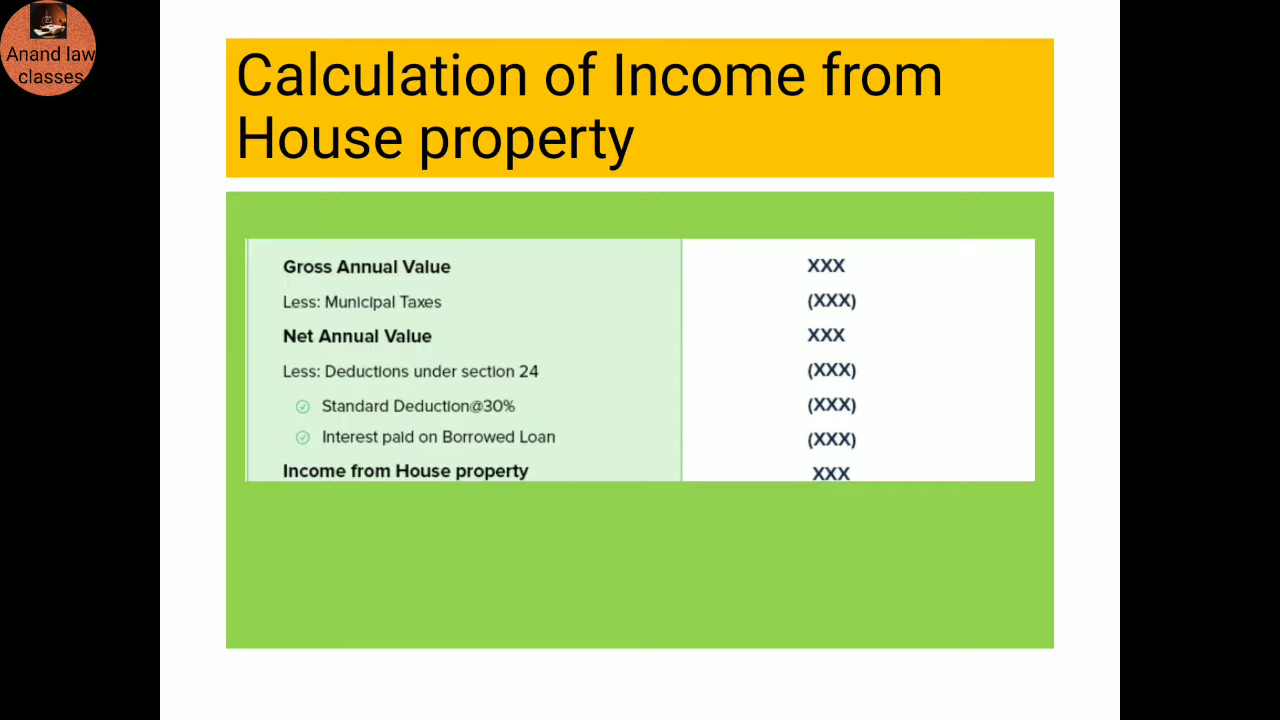 Anand law
classes
Calculation of Income from
House property
Gross Annual Value XXX
Less: Municipal Taxes (XXX)
Net Annual Value XXX
Less: Deductions under section 24 (XXX)
Standard Deduction@30% (XXX)
Interest paid on Borrowed Loan (XXX)
Income from House property XXX